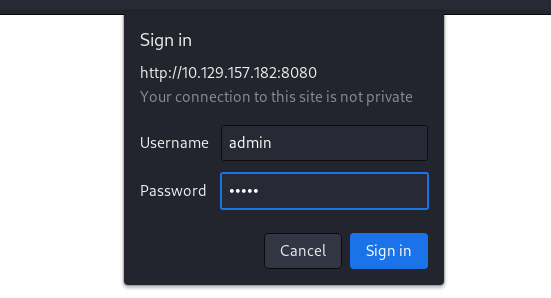 Sign in
http://10.129.157.182:8080
Your connection to this site is not private
Username admin
Password •••••
Cancel Sign in